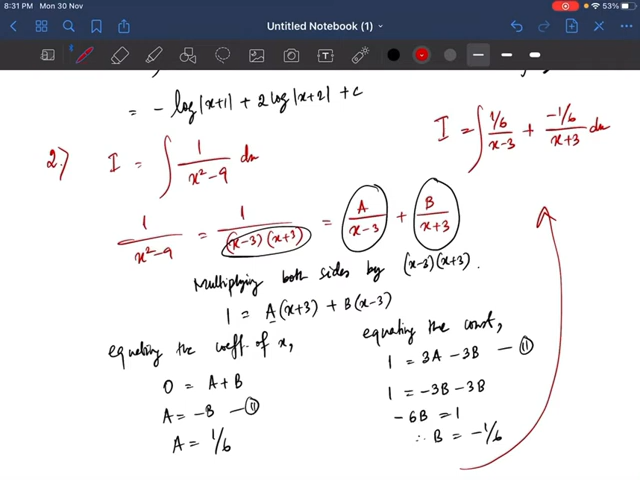 8:31 PM Mon 30 Nov
53%
Untitled Notebook (1)
= - log|x+1| + 2 log|x+2| + c
2.) I = ∫ 1/(x² - 9) dx
I = ∫ (1/6)/(x-3) + (-1/6)/(x+3) dx
1/(x² - 9) = 1/((x-3)(x+3)) = A/(x-3) + B/(x+3)
Multiplying both sides by (x-3)(x+3).
1 = A(x+3) + B(x-3)
equating the coeff. of x,
0 = A+B
A = -B — (11)
A = 1/6
equating the const,
1 = 3A - 3B — (11)
1 = -3B - 3B
-6B = 1
∴ B = -1/6